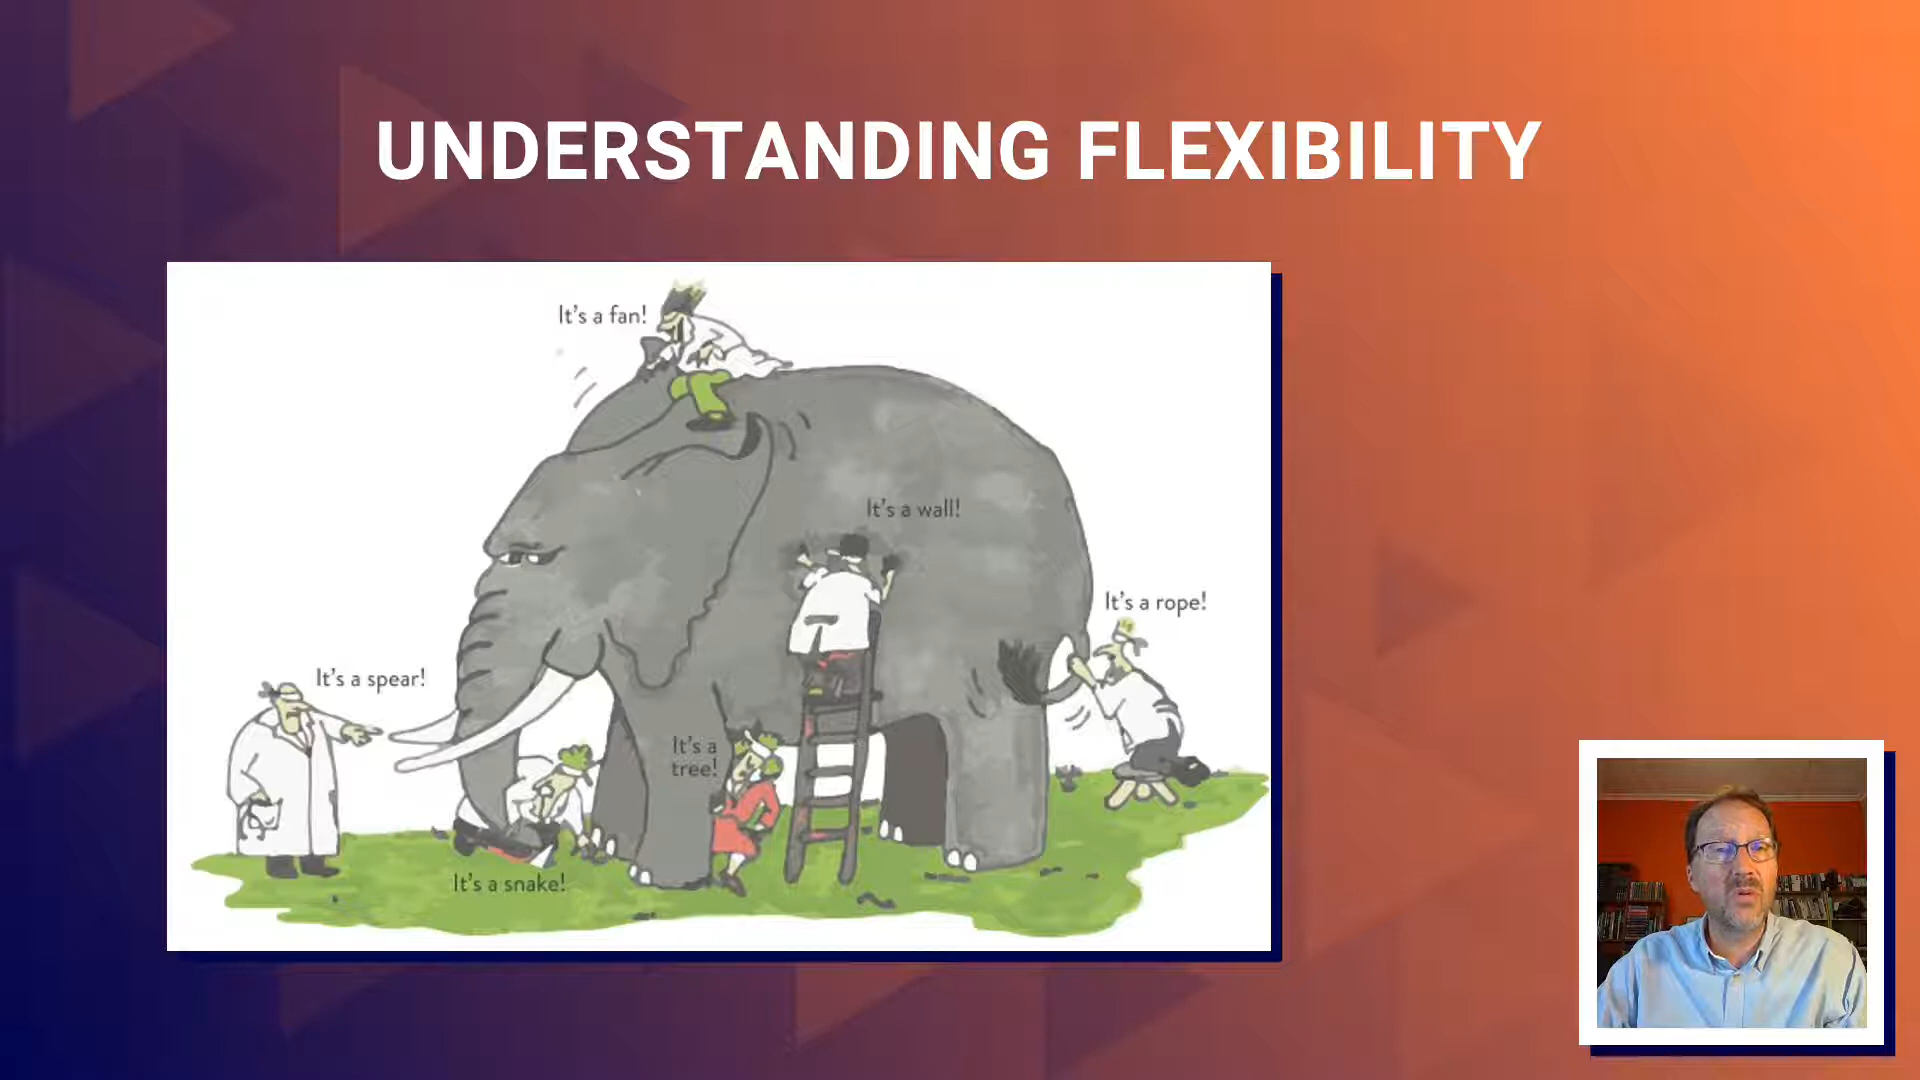 UNDERSTANDING FLEXIBILITY
It's a fan!
It's a wall!
It's a rope!
It's a spear!
It's a
tree!
It's a snake!